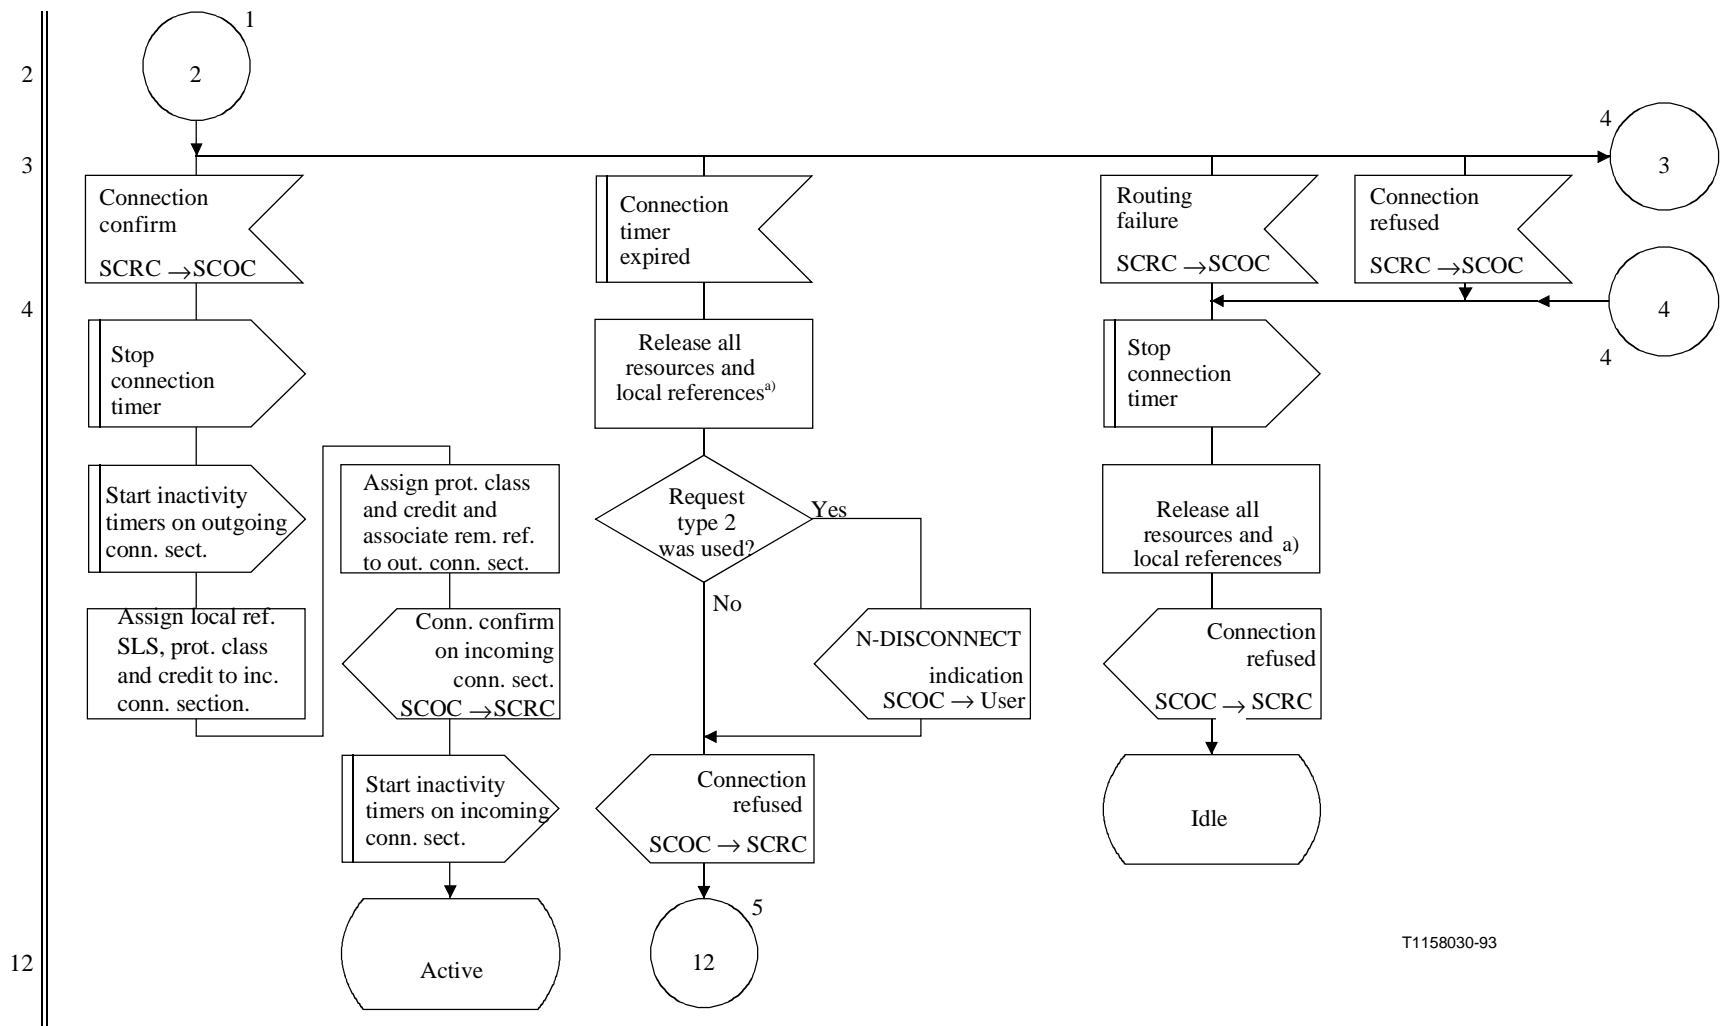 1
2
2
4
3
3
Connection
confirm
SCRC → SCOC
Connection
timer
expired
Routing
failure
SCRC → SCOC
Connection
refused
SCRC → SCOC
4
4
4
Stop
connection
timer
Release all
resources and
local references a)
Stop
connection
timer
Start inactivity
timers on outgoing
conn. sect.
Assign prot. class
and credit and
associate rem. ref.
to out. conn. sect.
Request
type 2
was used?
Yes
No
Release all
resources and
local references a)
Assign local ref.
SLS, prot. class
and credit to inc.
conn. section.
Conn. confirm
on incoming
conn. sect.
SCOC → SCRC
N-DISCONNECT
indication
SCOC → User
Connection
refused
SCOC → SCRC
Start inactivity
timers on incoming
conn. sect.
Connection
refused
SCOC → SCRC
Idle
5
12
Active
12
T1158030-93